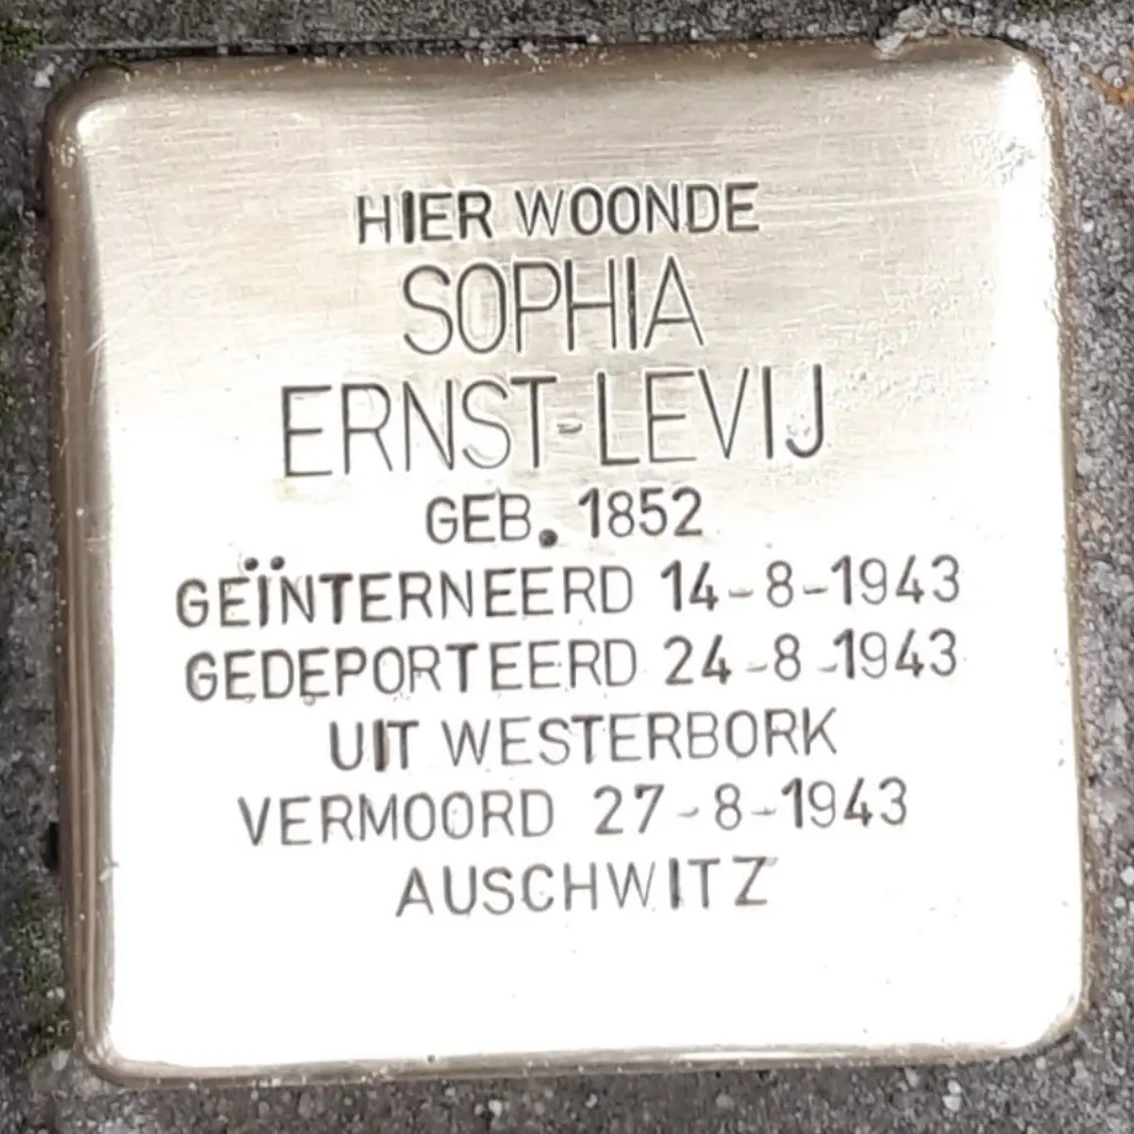 HIER WOONDE
SOPHIA
ERNST-LEVIJ
GEB. 1852
GEÏNTERNEERD 14-8-1943
GEDEPORTEERD 24-8-1943
UIT WESTERBORK
VERMOORD 27-8-1943
AUSCHWITZ